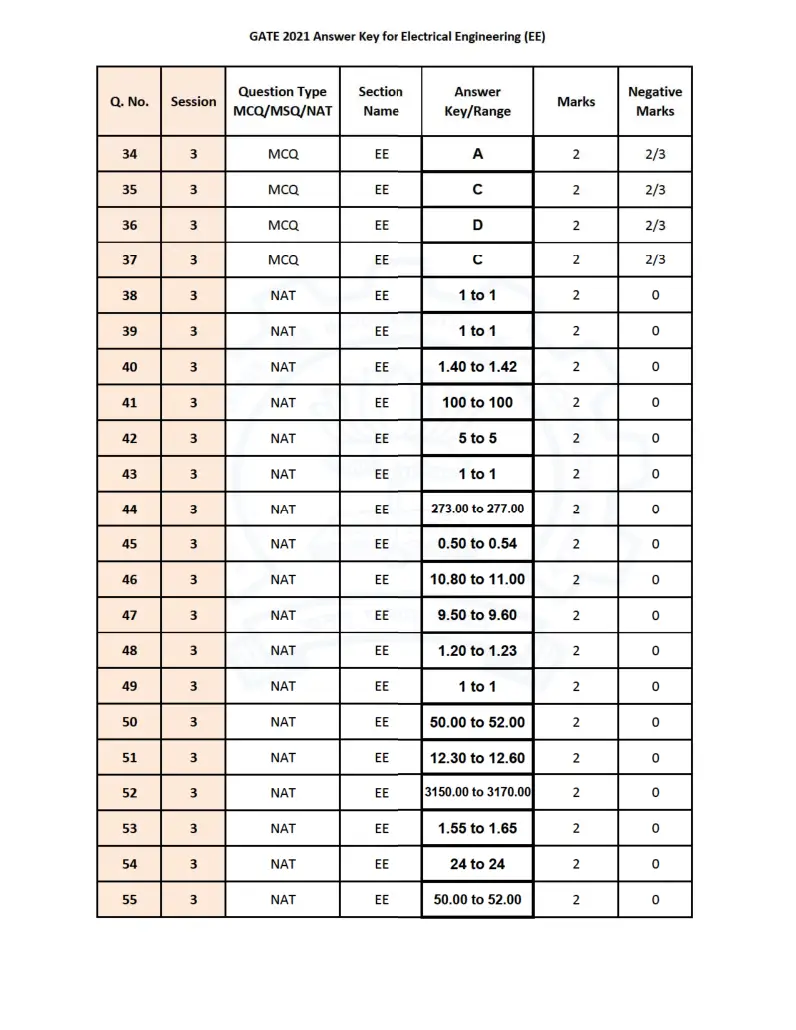 GATE 2021 Answer Key for Electrical Engineering (EE)
Q. No. Session Question Type MCQ/MSQ/NAT Section Name Answer Key/Range Marks Negative Marks
34 3 MCQ EE A 2 2/3
35 3 MCQ EE C 2 2/3
36 3 MCQ EE D 2 2/3
37 3 MCQ EE C 2 2/3
38 3 NAT EE 1 to 1 2 0
39 3 NAT EE 1 to 1 2 0
40 3 NAT EE 1.40 to 1.42 2 0
41 3 NAT EE 100 to 100 2 0
42 3 NAT EE 5 to 5 2 0
43 3 NAT EE 1 to 1 2 0
44 3 NAT EE 273.00 to 277.00 2 0
45 3 NAT EE 0.50 to 0.54 2 0
46 3 NAT EE 10.80 to 11.00 2 0
47 3 NAT EE 9.50 to 9.60 2 0
48 3 NAT EE 1.20 to 1.23 2 0
49 3 NAT EE 1 to 1 2 0
50 3 NAT EE 50.00 to 52.00 2 0
51 3 NAT EE 12.30 to 12.60 2 0
52 3 NAT EE 3150.00 to 3170.00 2 0
53 3 NAT EE 1.55 to 1.65 2 0
54 3 NAT EE 24 to 24 2 0
55 3 NAT EE 50.00 to 52.00 2 0